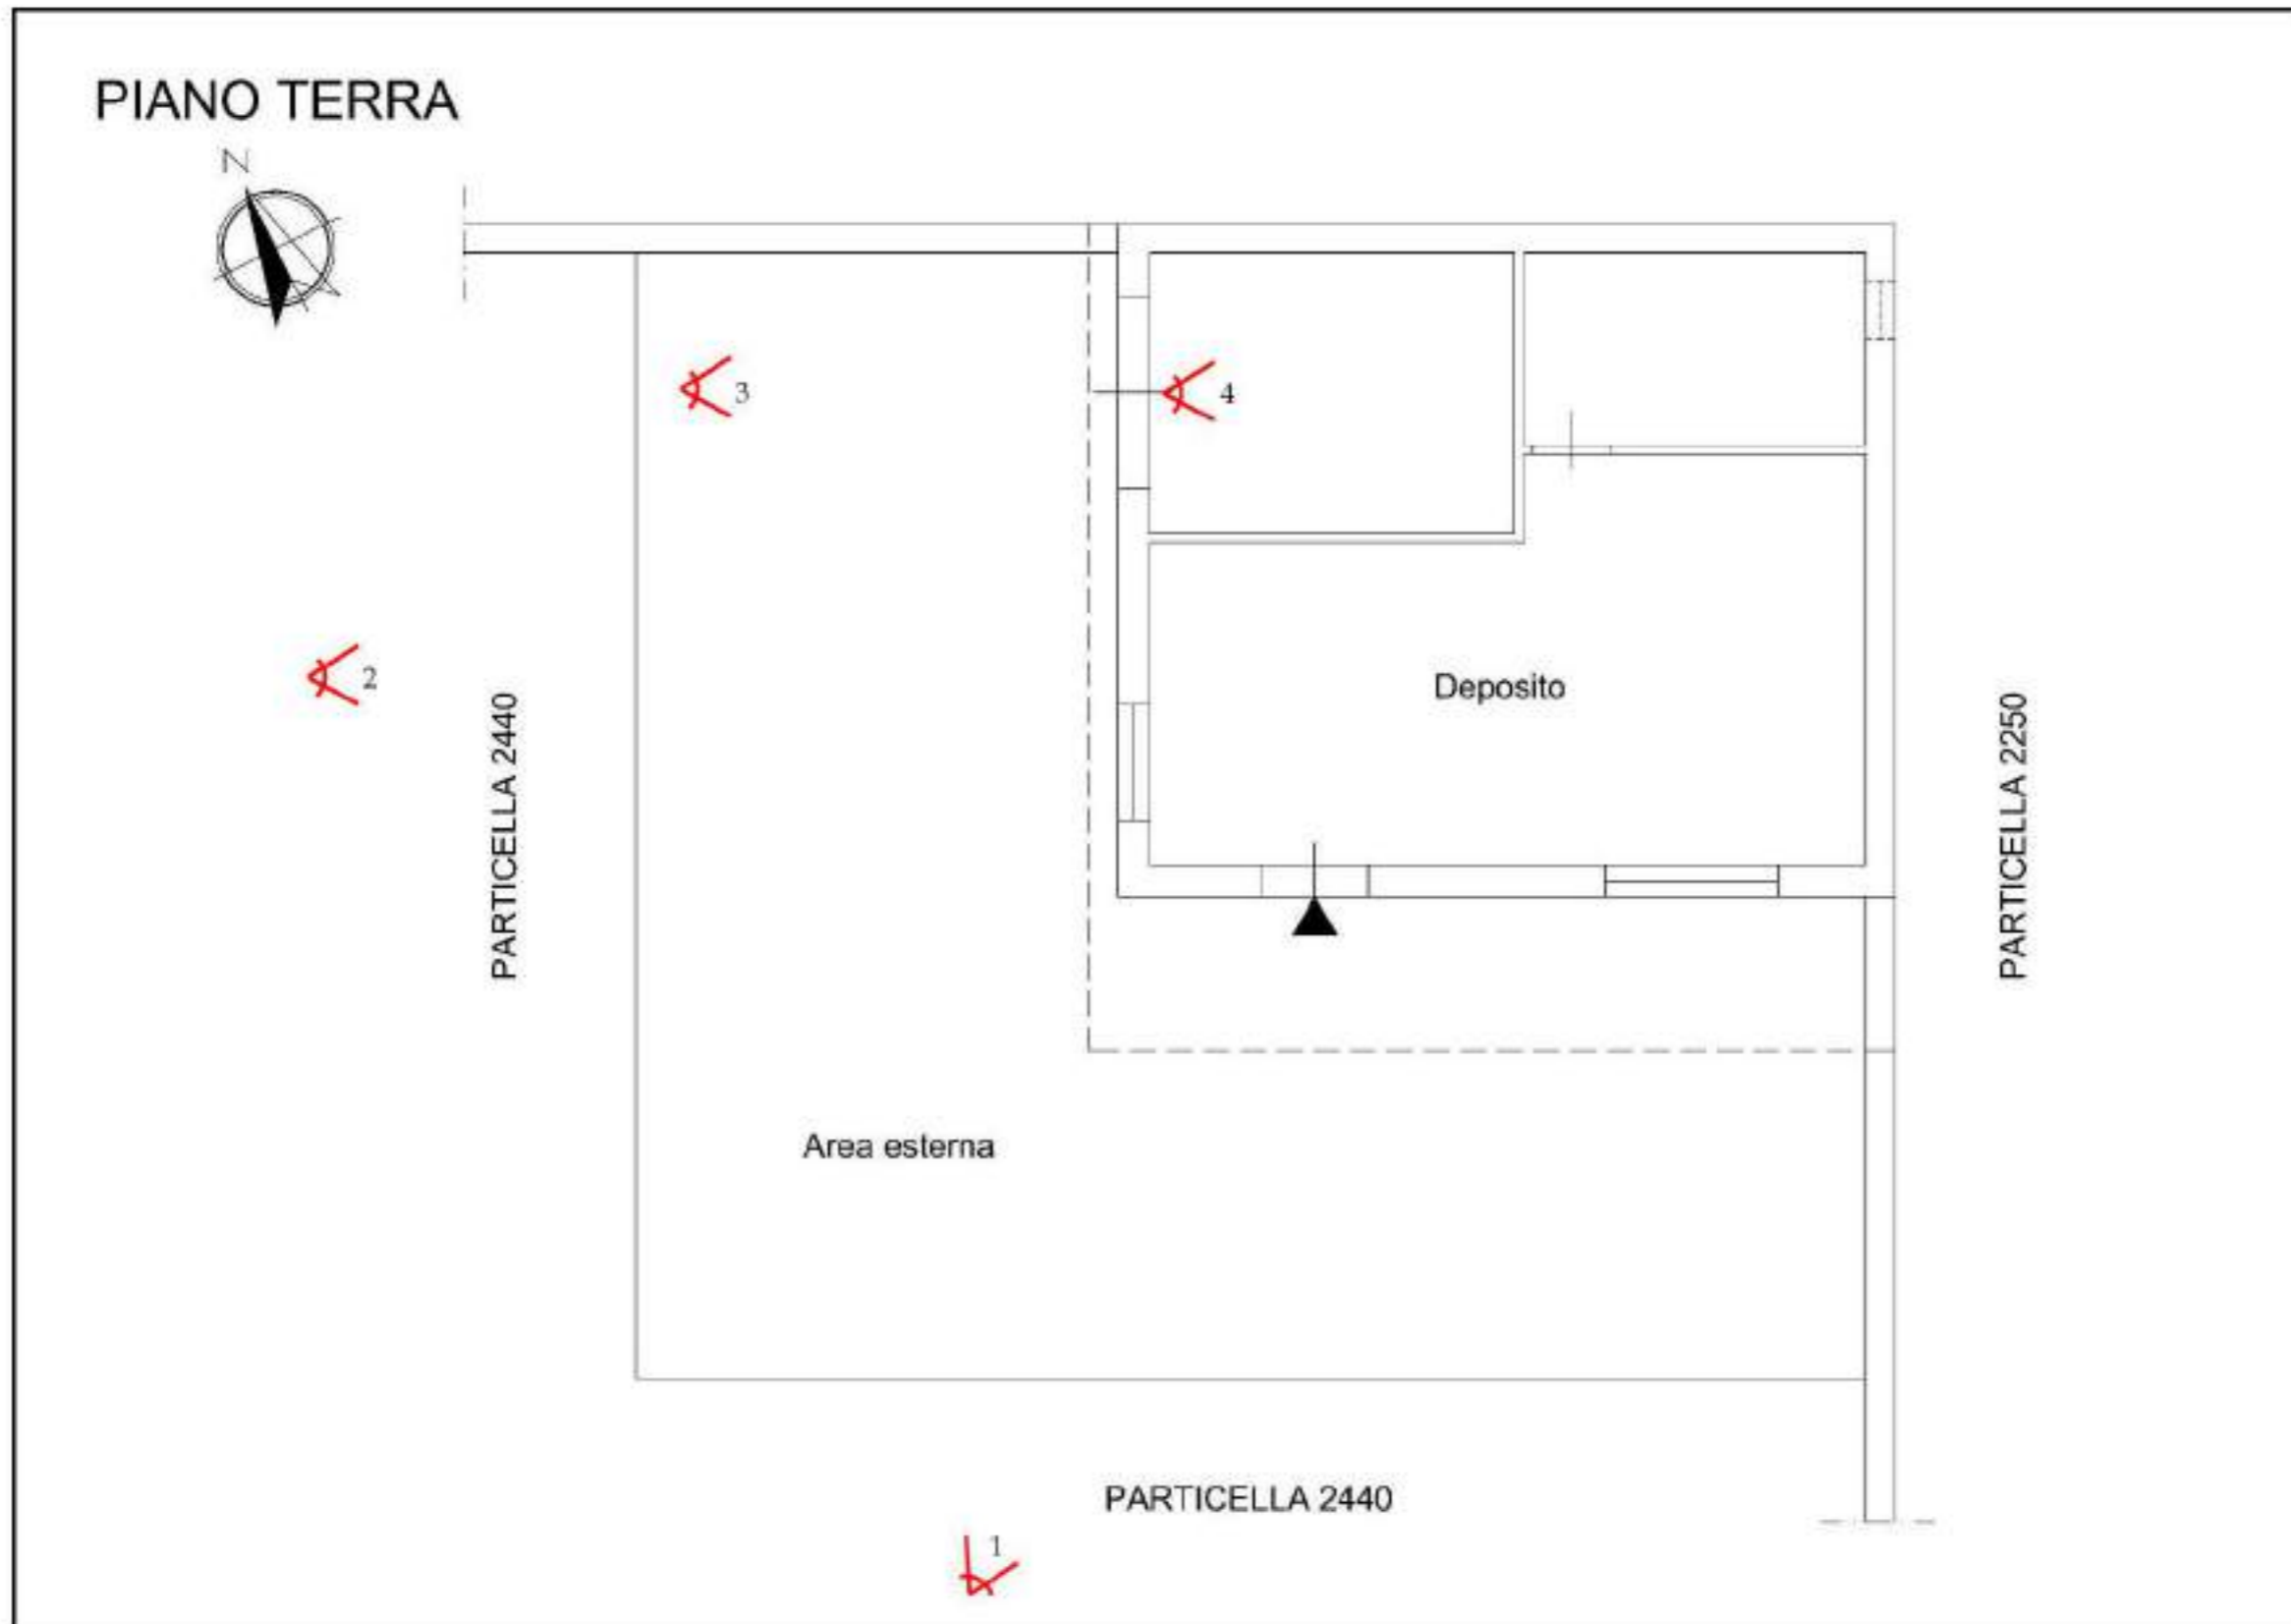 PIANO TERRA
N
3
4
2
PARTICELLA 2440
Deposito
PARTICELLA 2250
Area esterna
PARTICELLA 2440
1